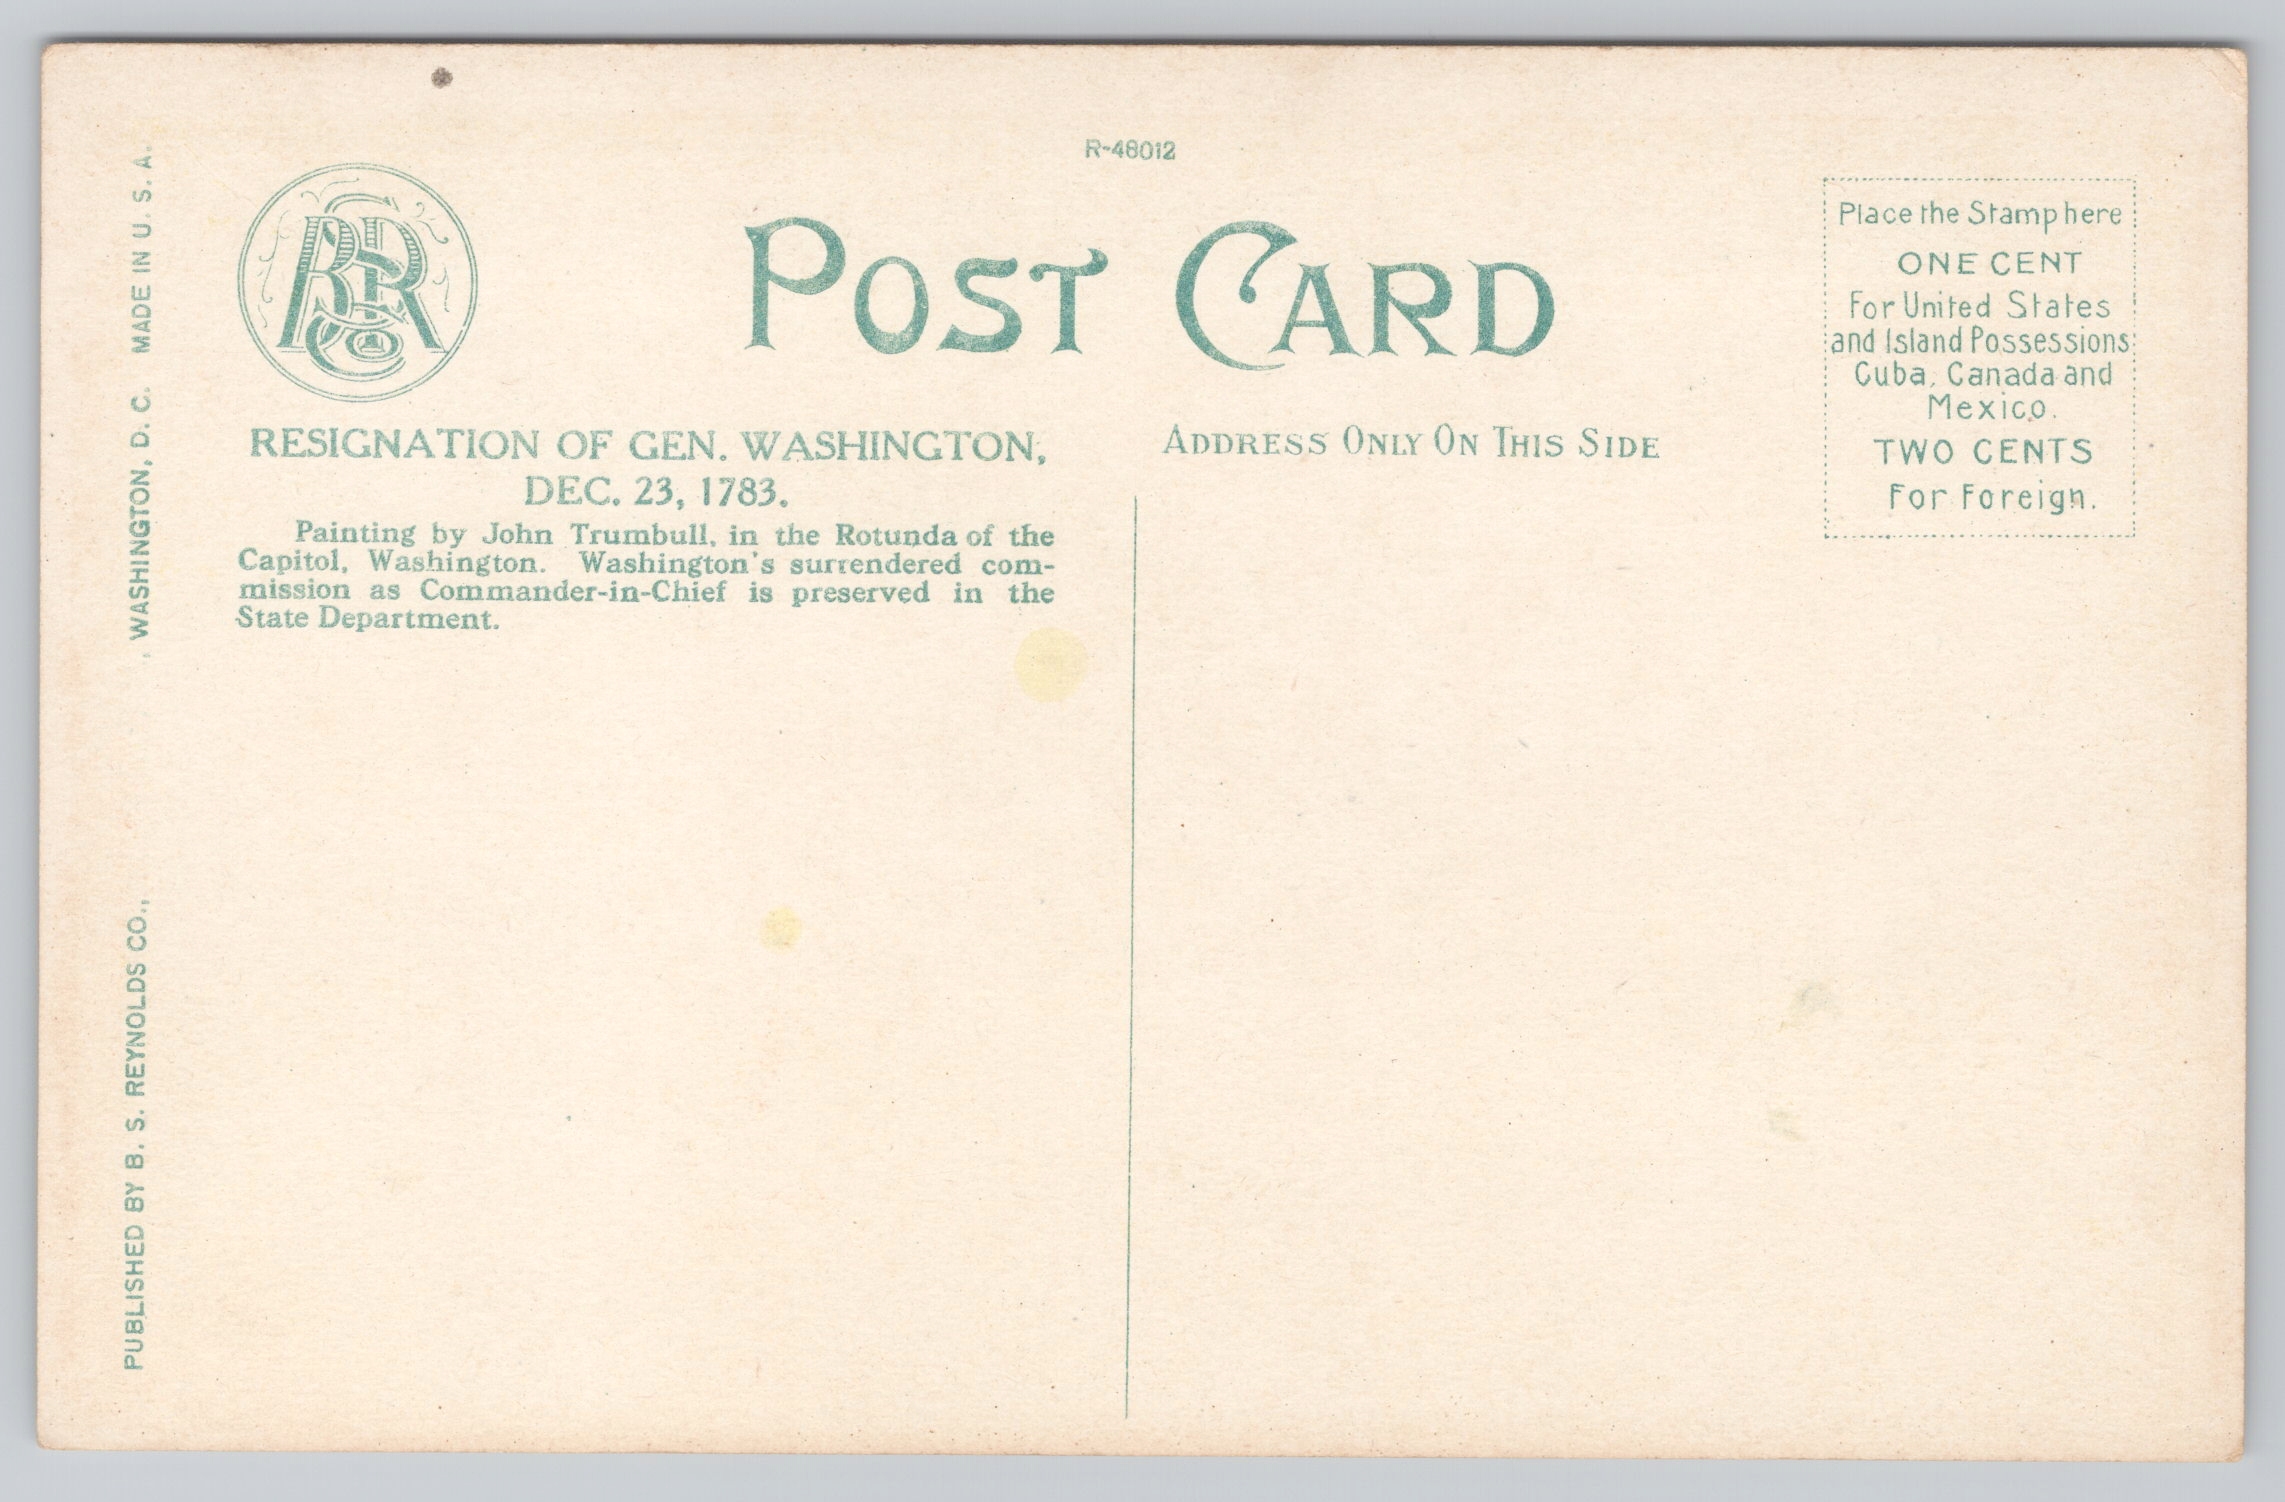 R-48012
POST CARD
BSR Co
RESIGNATION OF GEN. WASHINGTON,
DEC. 23, 1783.
Painting by John Trumbull, in the Rotunda of the
Capitol, Washington. Washington's surrendered com-
mission as Commander-in-Chief is preserved in the
State Department.
ADDRESS ONLY ON THIS SIDE
Place the Stamp here
ONE CENT
For United States
and Island Possessions
Cuba, Canada and
Mexico.
TWO CENTS
For Foreign.
PUBLISHED BY B. S. REYNOLDS CO., WASHINGTON, D. C. MADE IN U. S. A.